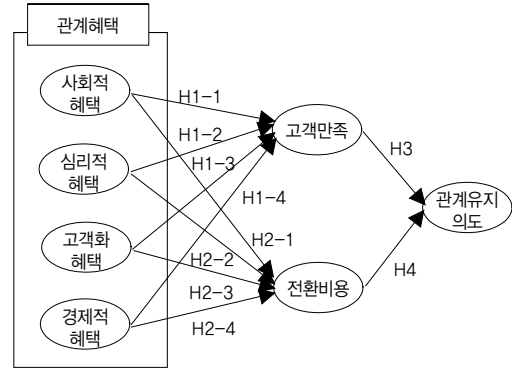 관계혜택
사회적
혜택
심리적
혜택
고객화
혜택
경제적
혜택
H1-1
H1-2
H1-3
H1-4
H2-1
H2-2
H2-3
H2-4
고객만족
전환비용
H3
H4
관계유지
의도